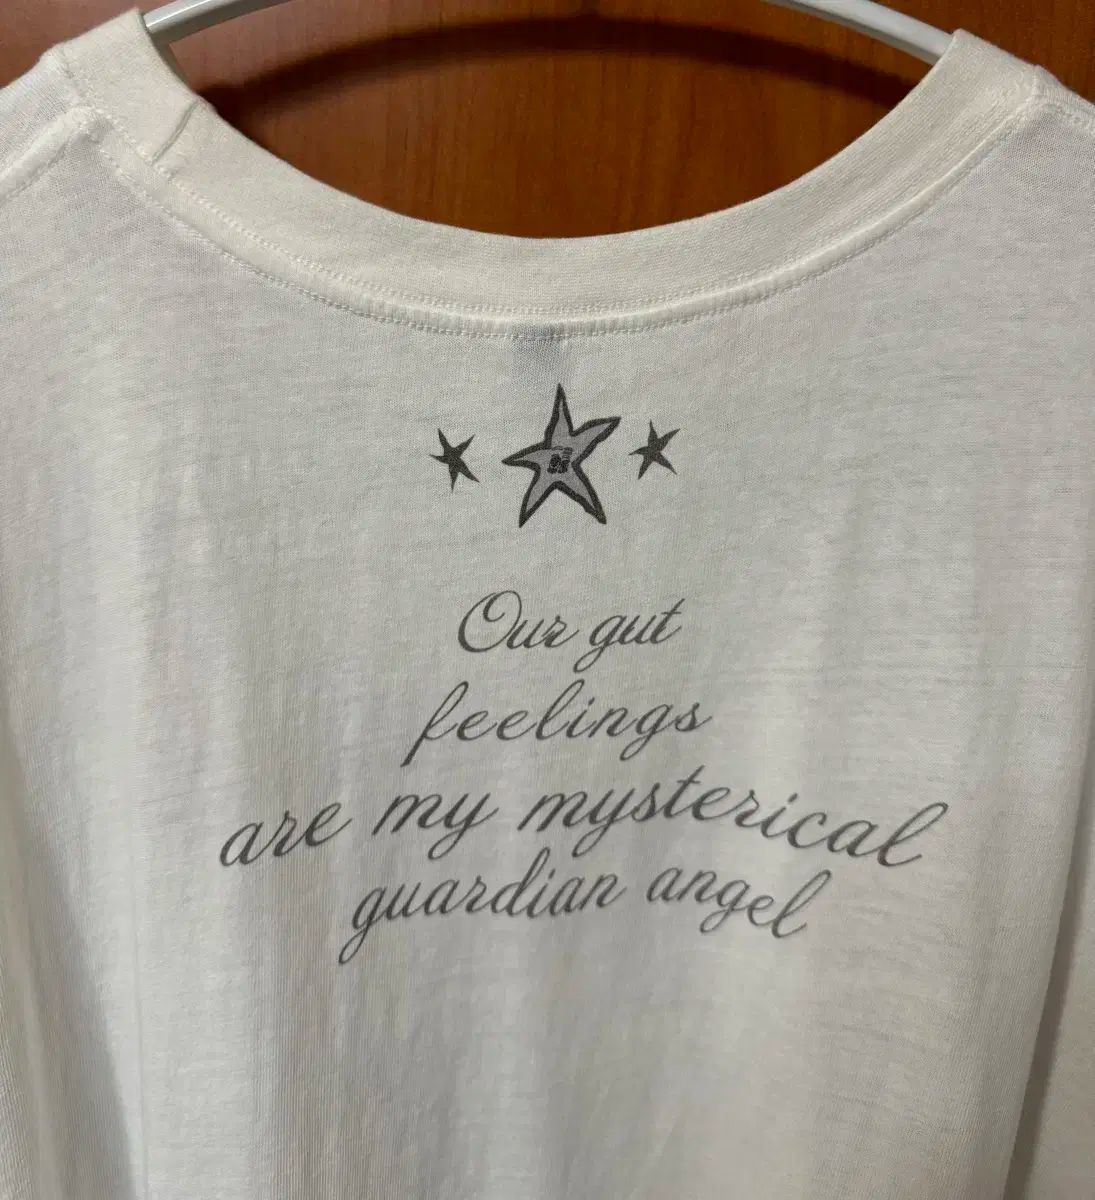 Our gut
feelings
are my mysterical
guardian angel